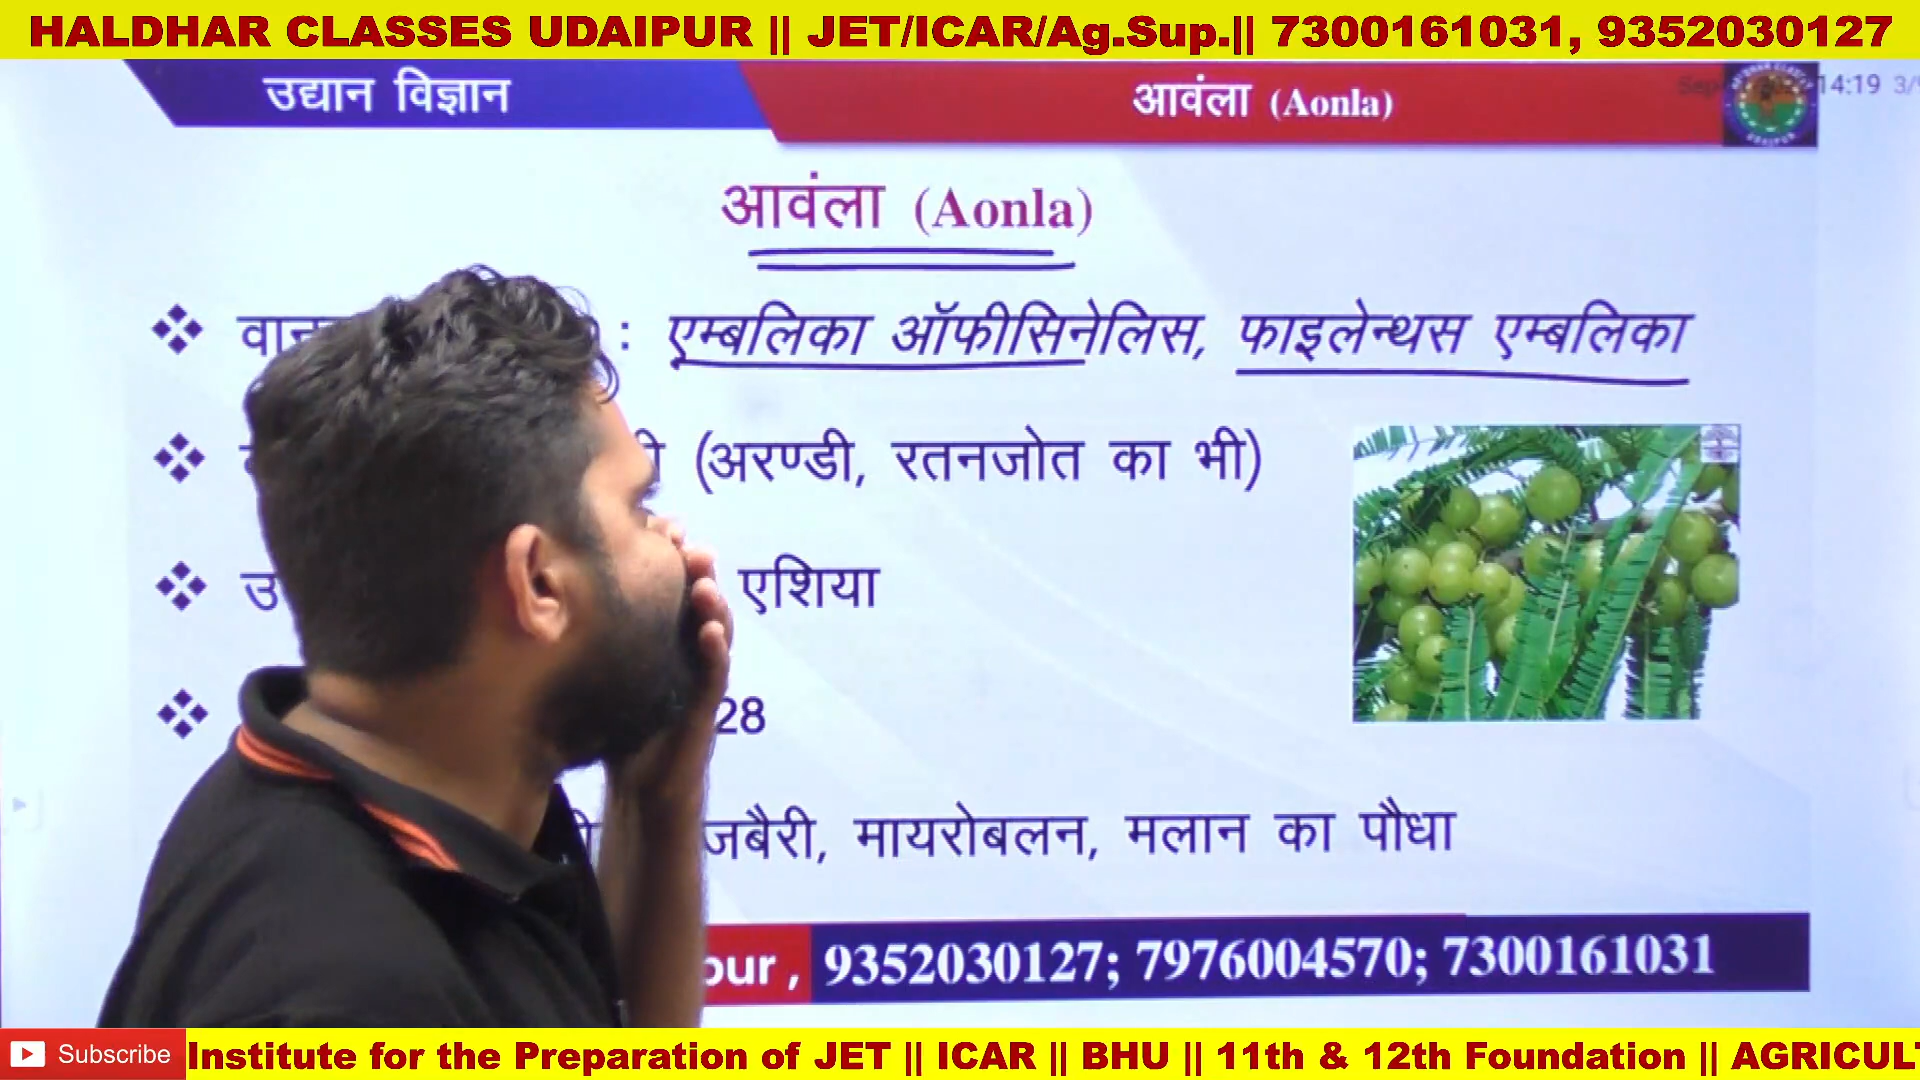 HALDHAR CLASSES UDAIPUR || JET/ICAR/Ag.Sup.|| 7300161031, 9352030127
उद्यान विज्ञान
आवंला (Aonla)
14:19
आवंला (Aonla)
: एम्बलिका ऑफीसिनेलिस, फाइलेन्थस एम्बलिका
(अरण्डी, रतनजोत का भी)
एशिया
28
जबैरी, मायरोबलन, मलान का पौधा
pur , 9352030127; 7976004570; 7300161031
Subscribe
Institute for the Preparation of JET || ICAR || BHU || 11th & 12th Foundation || AGRICUL